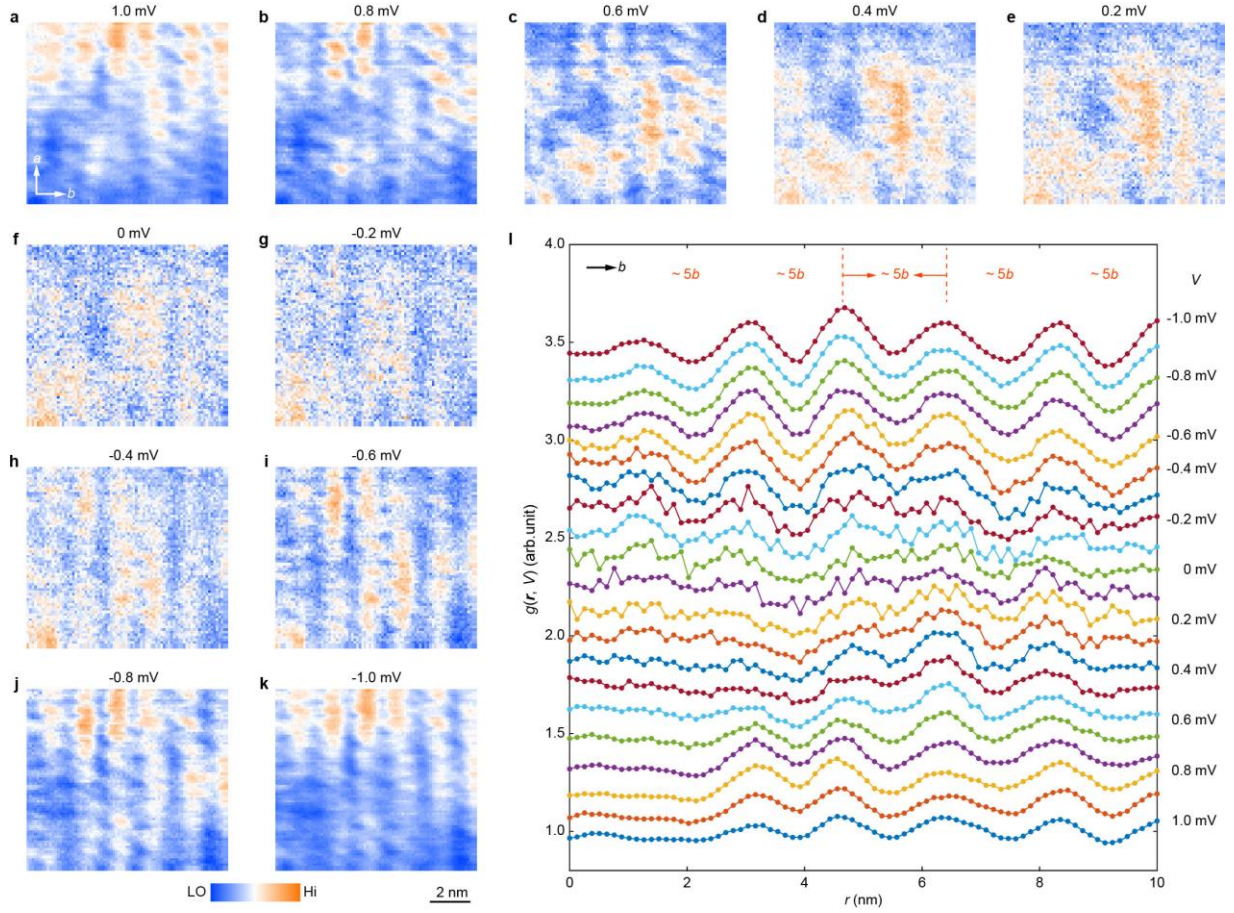 a 1.0 mV
b 0.8 mV
c 0.6 mV
d 0.4 mV
e 0.2 mV
a
b
f 0 mV
g -0.2 mV
h -0.4 mV
i -0.6 mV
j -0.8 mV
k -1.0 mV
LO Hi
2 nm
l
b
~ 5b ~ 5b ~ 5b ~ 5b ~ 5b
V
-1.0 mV
-0.8 mV
-0.6 mV
-0.4 mV
-0.2 mV
0 mV
0.2 mV
0.4 mV
0.6 mV
0.8 mV
1.0 mV
g(r, V) (arb.unit)
4.0
3.5
3.0
2.5
2.0
1.5
1.0
0 2 4 6 8 10
r (nm)